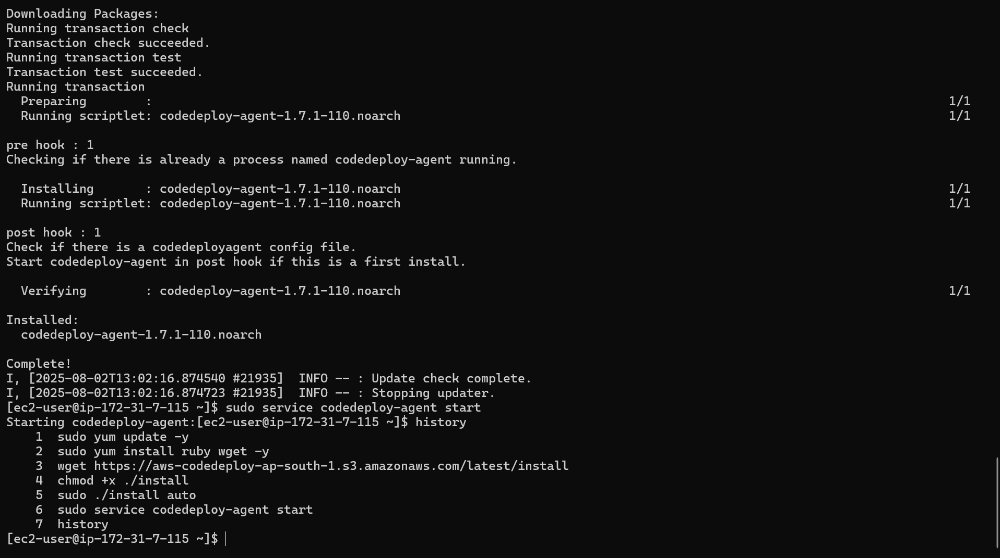 Downloading Packages:
Running transaction check
Transaction check succeeded.
Running transaction test
Transaction test succeeded.
Running transaction
  Preparing        :                                                                                                             1/1
  Running scriptlet: codedeploy-agent-1.7.1-110.noarch                                                                           1/1

pre hook : 1
Checking if there is already a process named codedeploy-agent running.

  Installing       : codedeploy-agent-1.7.1-110.noarch                                                                           1/1
  Running scriptlet: codedeploy-agent-1.7.1-110.noarch                                                                           1/1

post hook : 1
Check if there is a codedeployagent config file.
Start codedeploy-agent in post hook if this is a first install.

  Verifying        : codedeploy-agent-1.7.1-110.noarch                                                                           1/1

Installed:
  codedeploy-agent-1.7.1-110.noarch

Complete!
I, [2025-08-02T13:02:16.874540 #21935]  INFO -- : Update check complete.
I, [2025-08-02T13:02:16.874723 #21935]  INFO -- : Stopping updater.
[ec2-user@ip-172-31-7-115 ~]$ sudo service codedeploy-agent start
Starting codedeploy-agent:[ec2-user@ip-172-31-7-115 ~]$ history
    1  sudo yum update -y
    2  sudo yum install ruby wget -y
    3  wget https://aws-codedeploy-ap-south-1.s3.amazonaws.com/latest/install
    4  chmod +x ./install
    5  sudo ./install auto
    6  sudo service codedeploy-agent start
    7  history
[ec2-user@ip-172-31-7-115 ~]$